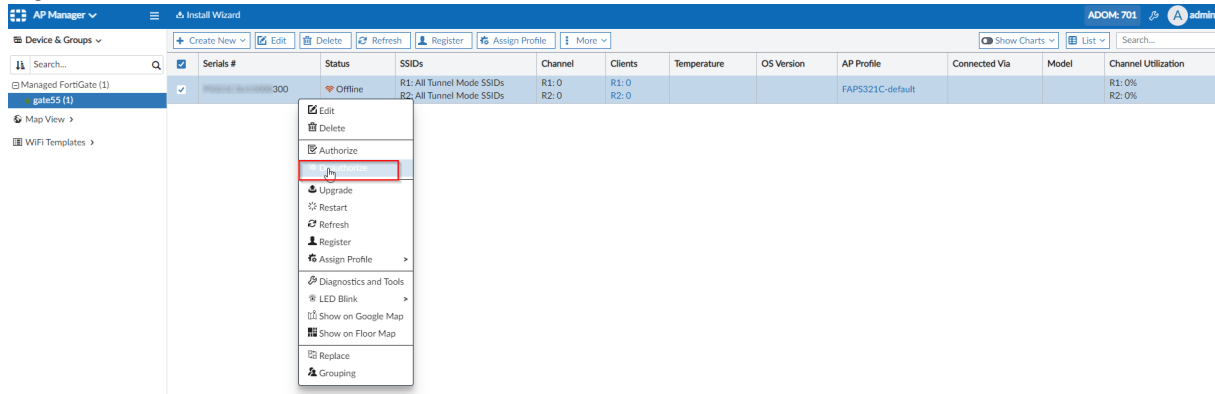 AP Manager
Install Wizard
ADOM: 701
A
admin
Device & Groups
Create New
Edit
Delete
Refresh
Register
Assign Profile
More
Show Charts
List
Search...
Search...
Serials #
Status
SSIDs
Channel
Clients
Temperature
OS Version
AP Profile
Connected Via
Model
Channel Utilization
Managed FortiGate (1)
gate55 (1)
Map View
WiFi Templates
300
Offline
R1: All Tunnel Mode SSIDs
R2: All Tunnel Mode SSIDs
R1: 0
R2: 0
R1: 0
R2: 0
FAPS321C-default
R1: 0%
R2: 0%
Edit
Delete
Authorize
Upgrade
Restart
Refresh
Register
Assign Profile
Diagnostics and Tools
LED Blink
Show on Google Map
Show on Floor Map
Replace
Grouping